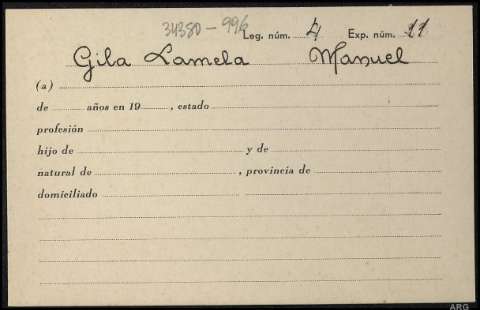 34380-996
Leg. núm. 4 Exp. núm. 11
Gila Lamela Manuel
(a)
de años en 19 , estado
profesión
hijo de y de
natural de , provincia de
domiciliado
ARG